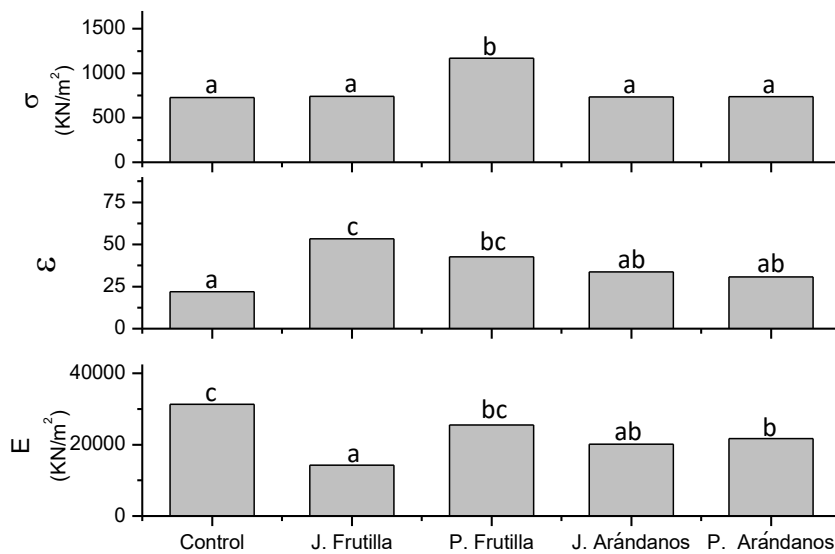 1500
1000
500
0
σ
(KN/m²)
a a b a a
75
50
25
0
ε
a c bc ab ab
40000
20000
0
E
(KN/m²)
c a bc ab b
Control J. Frutilla P. Frutilla J. Arándanos P. Arándanos